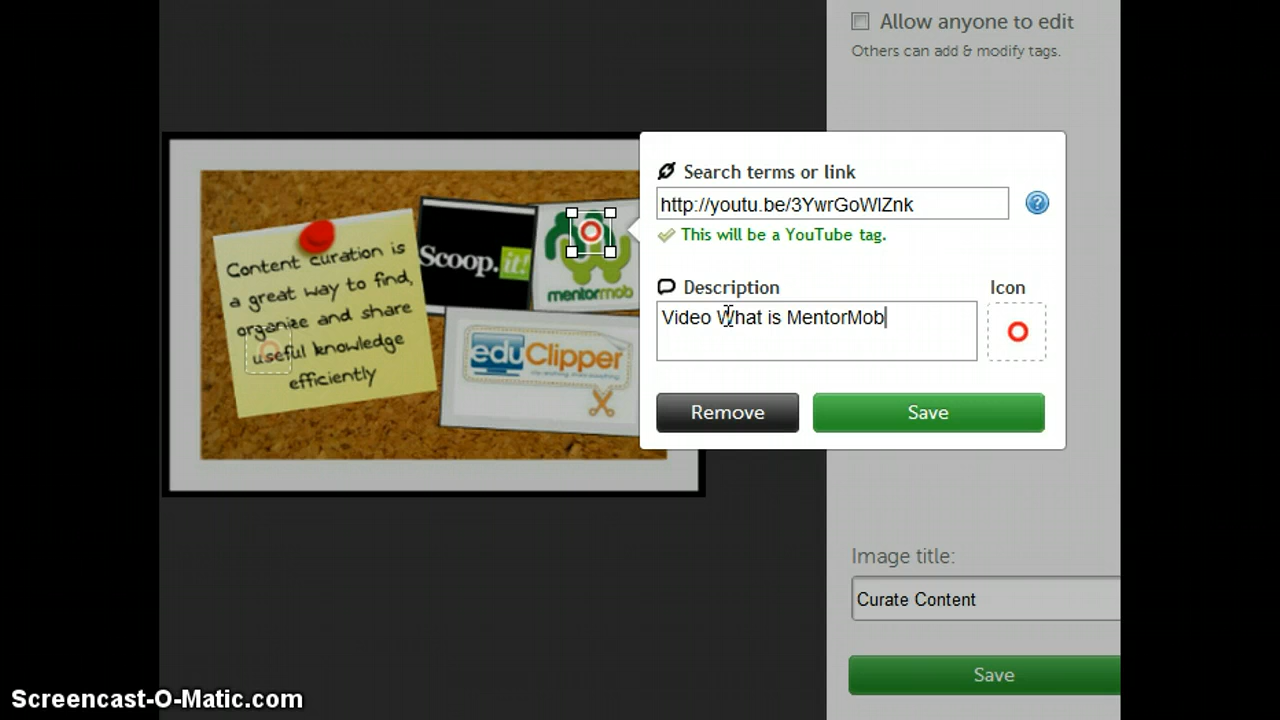 Allow anyone to edit
Others can add & modify tags.
Search terms or link
http://youtu.be/3YwrGoWlZnk
This will be a YouTube tag.
Description
Icon
Video What is MentorMob
Remove
Save
Content curation is
a great way to find,
organize and share
useful knowledge
efficiently
Scoop.it!
mentormob
eduClipper
Image title:
Curate Content
Save
Screencast-O-Matic.com